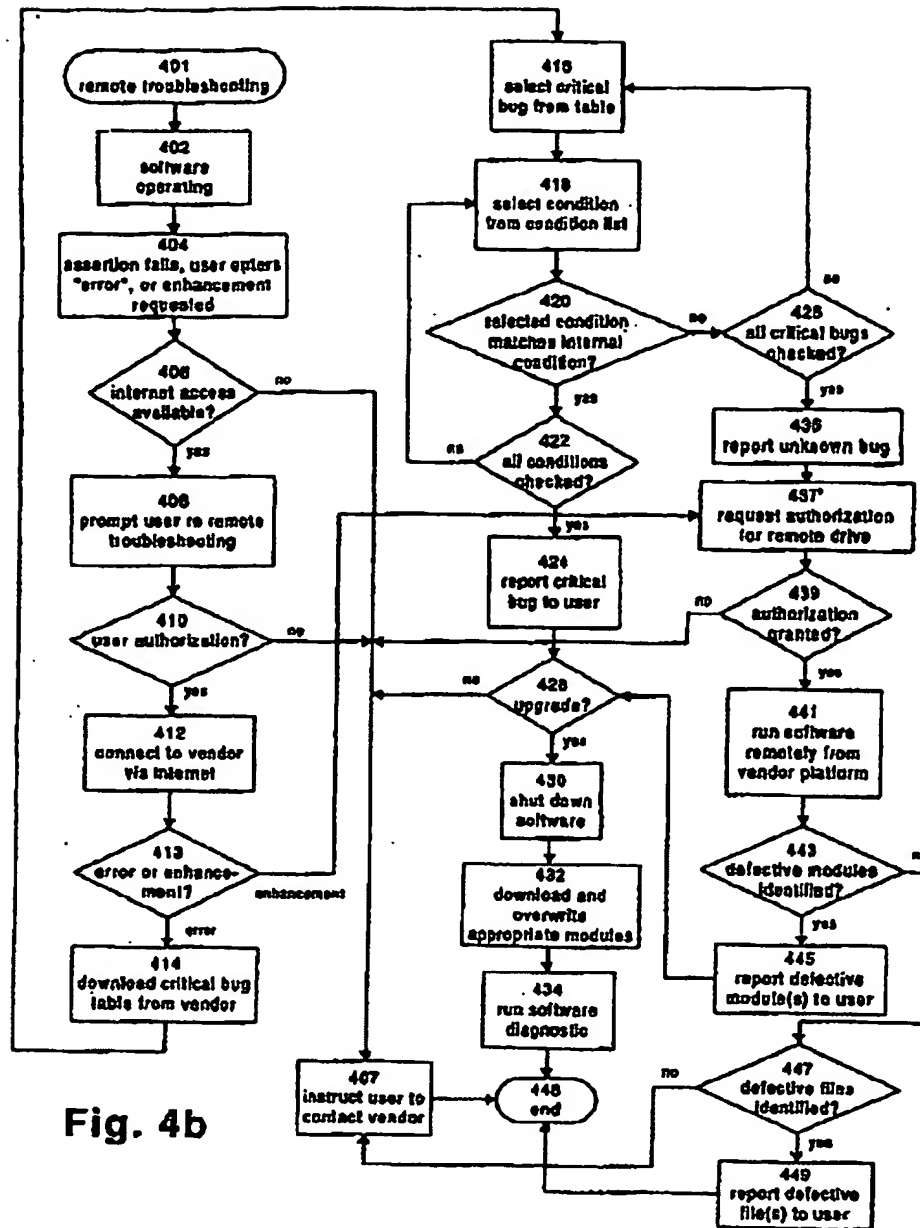 401
remote troubleshooting
402
software
operating
404
assertion fails, user enters
"error", or enhancement
requested
406
internet access
available?
no
yes
408
prompt user re remote
troubleshooting
410
user authorization?
no
yes
412
connect to vendor
via internet
413
error or enhance-
ment?
enhancement
error
414
download critical bug
table from vendor
416
select critical
bug from table
418
select condition
from condition list
420
selected condition
matches internal
condition?
no
yes
422
all conditions
checked?
no
yes
424
report critical
bug to user
428
upgrade?
no
yes
430
shut down
software
432
download and
overwrite
appropriate modules
434
run software
diagnostic
407
instruct user to
contact vendor
448
end
no
426
all critical bugs
checked?
yes
436
report unknown bug
437
request authorization
for remote drive
439
authorization
granted?
no
yes
441
run software
remotely from
vendor platform
443
defective modules
identified?
yes
445
report defective
module(s) to user
447
defective files
identified?
no
yes
449
report defective
file(s) to user
Fig. 4b